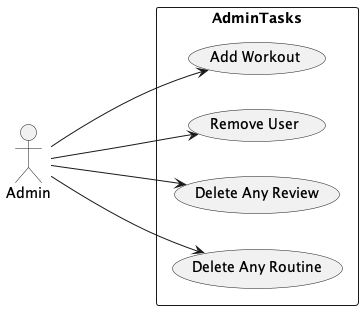 AdminTasks
Add Workout
Remove User
Admin
Delete Any Review
Delete Any Routine